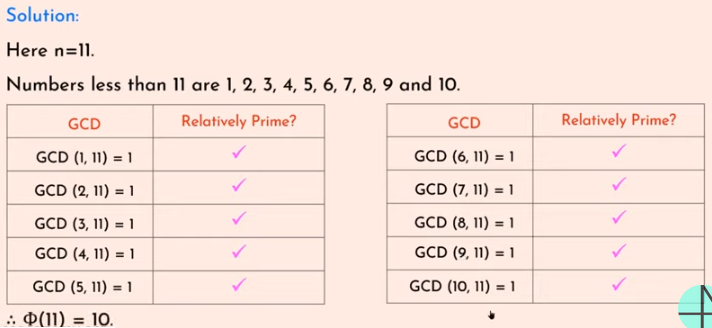 Solution:
Here n=11.
Numbers less than 11 are 1, 2, 3, 4, 5, 6, 7, 8, 9 and 10.
GCD Relatively Prime?
GCD (1, 11) = 1 ✓
GCD (2, 11) = 1 ✓
GCD (3, 11) = 1 ✓
GCD (4, 11) = 1 ✓
GCD (5, 11) = 1 ✓
GCD Relatively Prime?
GCD (6, 11) = 1 ✓
GCD (7, 11) = 1 ✓
GCD (8, 11) = 1 ✓
GCD (9, 11) = 1 ✓
GCD (10, 11) = 1 ✓
∴ Φ(11) = 10.